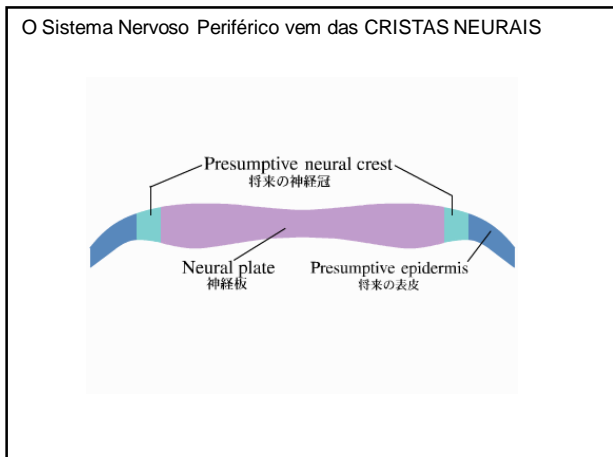 O Sistema Nervoso Periférico vem das CRISTAS NEURAIS
Presumptive neural crest
将来の神経冠
Neural plate
神経板
Presumptive epidermis
将来の表皮